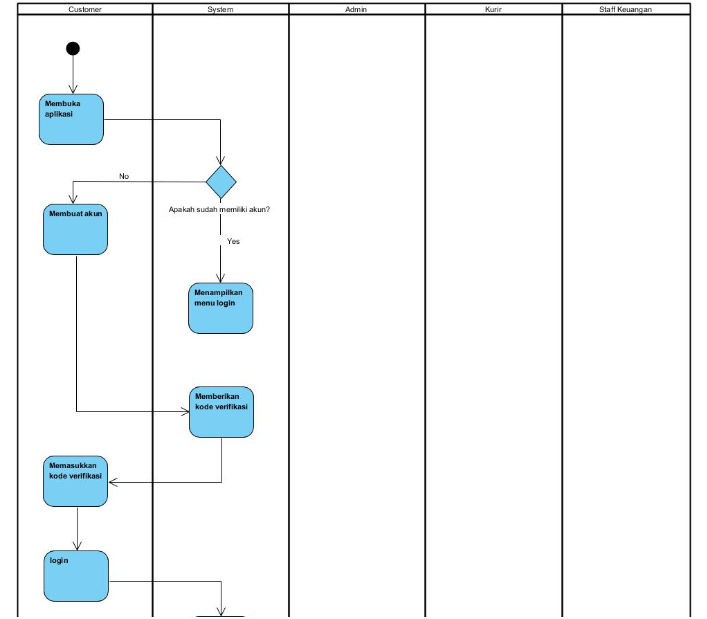 Customer
System
Admin
Kurir
Staff Keuangan
Membuka
aplikasi
No
Membuat akun
Apakah sudah memiliki akun?
Yes
Menampilkan
menu login
Memberikan
kode verifikasi
Memasukkan
kode verifikasi
login